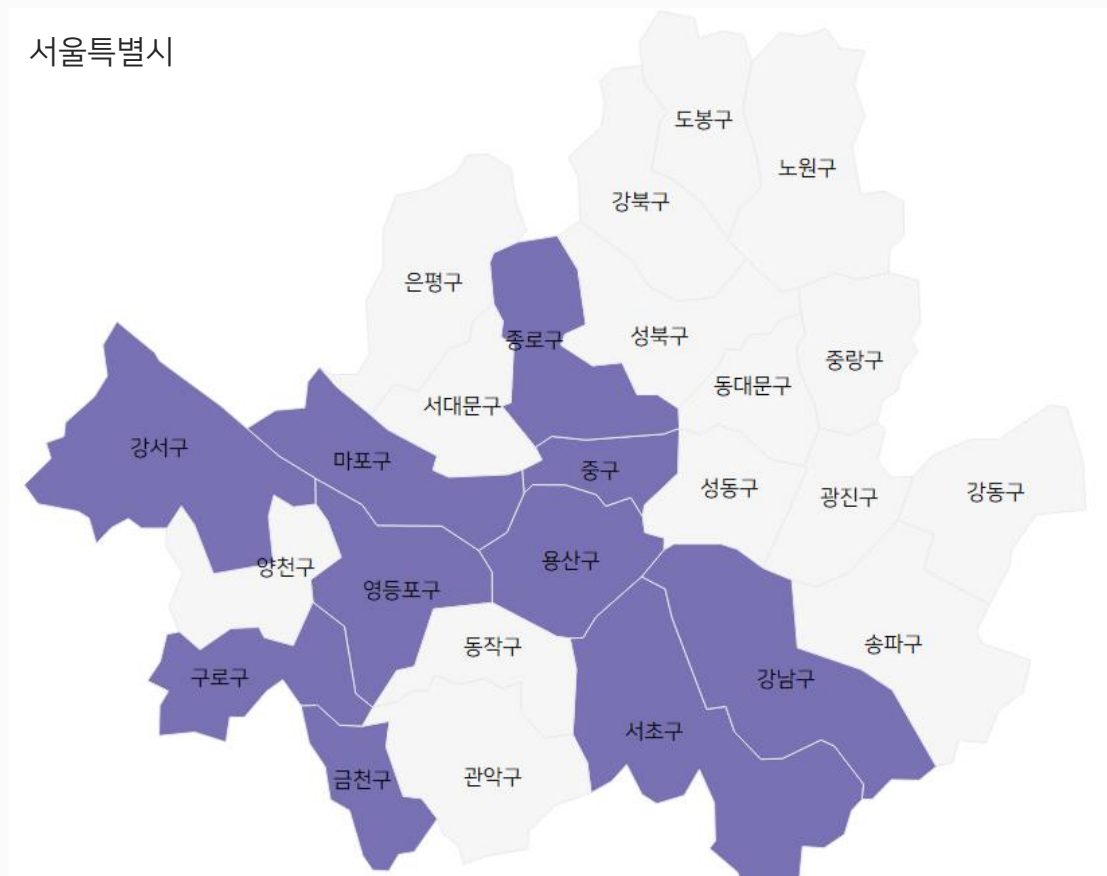 서울특별시
도봉구
노원구
강북구
은평구
종로구
성북구
중랑구
동대문구
서대문구
강서구
마포구
중구
성동구
광진구
강동구
양천구
용산구
영등포구
동작구
송파구
구로구
강남구
서초구
금천구
관악구